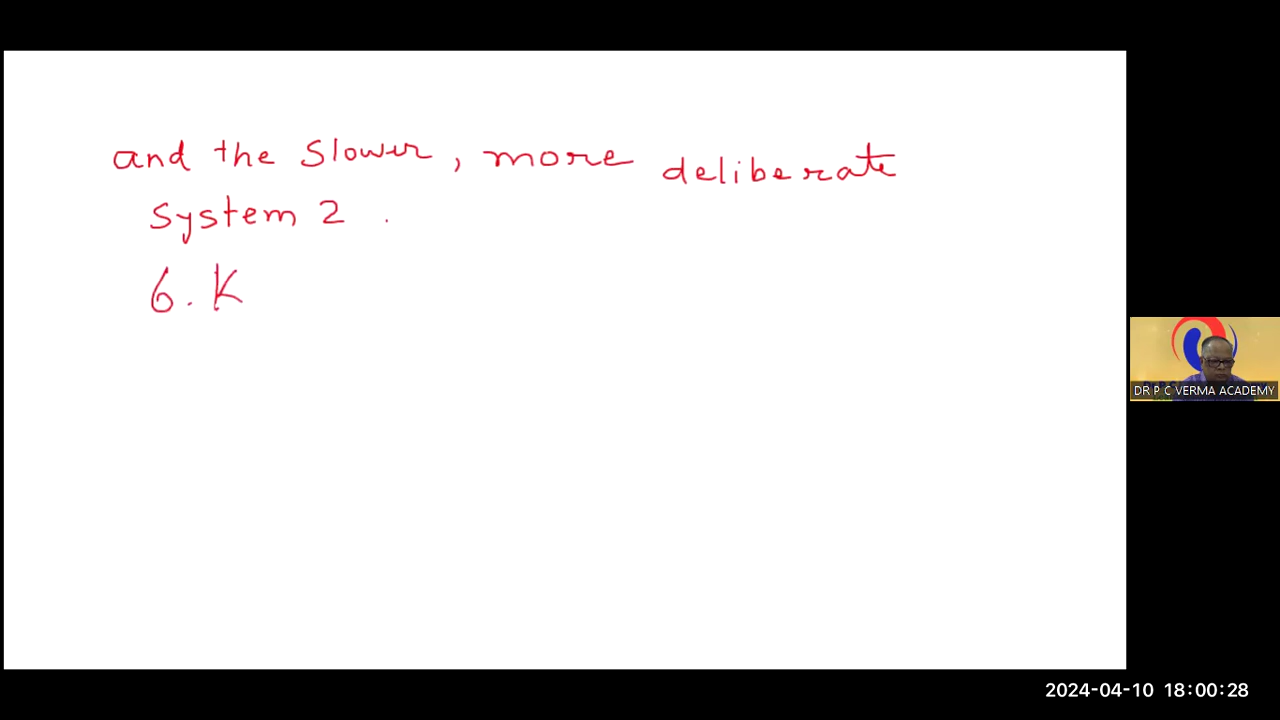 and the slower, more deliberate
system 2 .
6. K
DR P C VERMA ACADEMY
2024-04-10 18:00:28